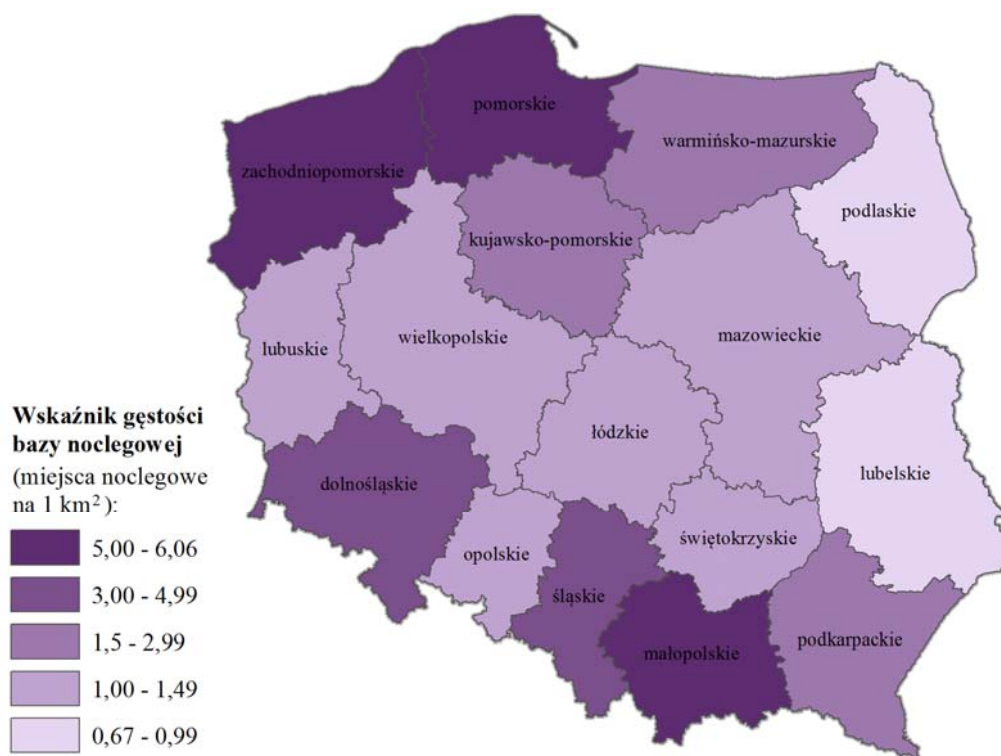 pomorskie
warmińsko-mazurskie
zachodniopomorskie
podlaskie
kujawsko-pomorskie
mazowieckie
wielkopolskie
lubuskie
łódzkie
lubelskie
dolnośląskie
świętokrzyskie
opolskie
śląskie
podkarpackie
małopolskie
Wskaźnik gęstości
bazy noclegowej
(miejsca noclegowe
na 1 km²):
5,00 - 6,06
3,00 - 4,99
1,5 - 2,99
1,00 - 1,49
0,67 - 0,99